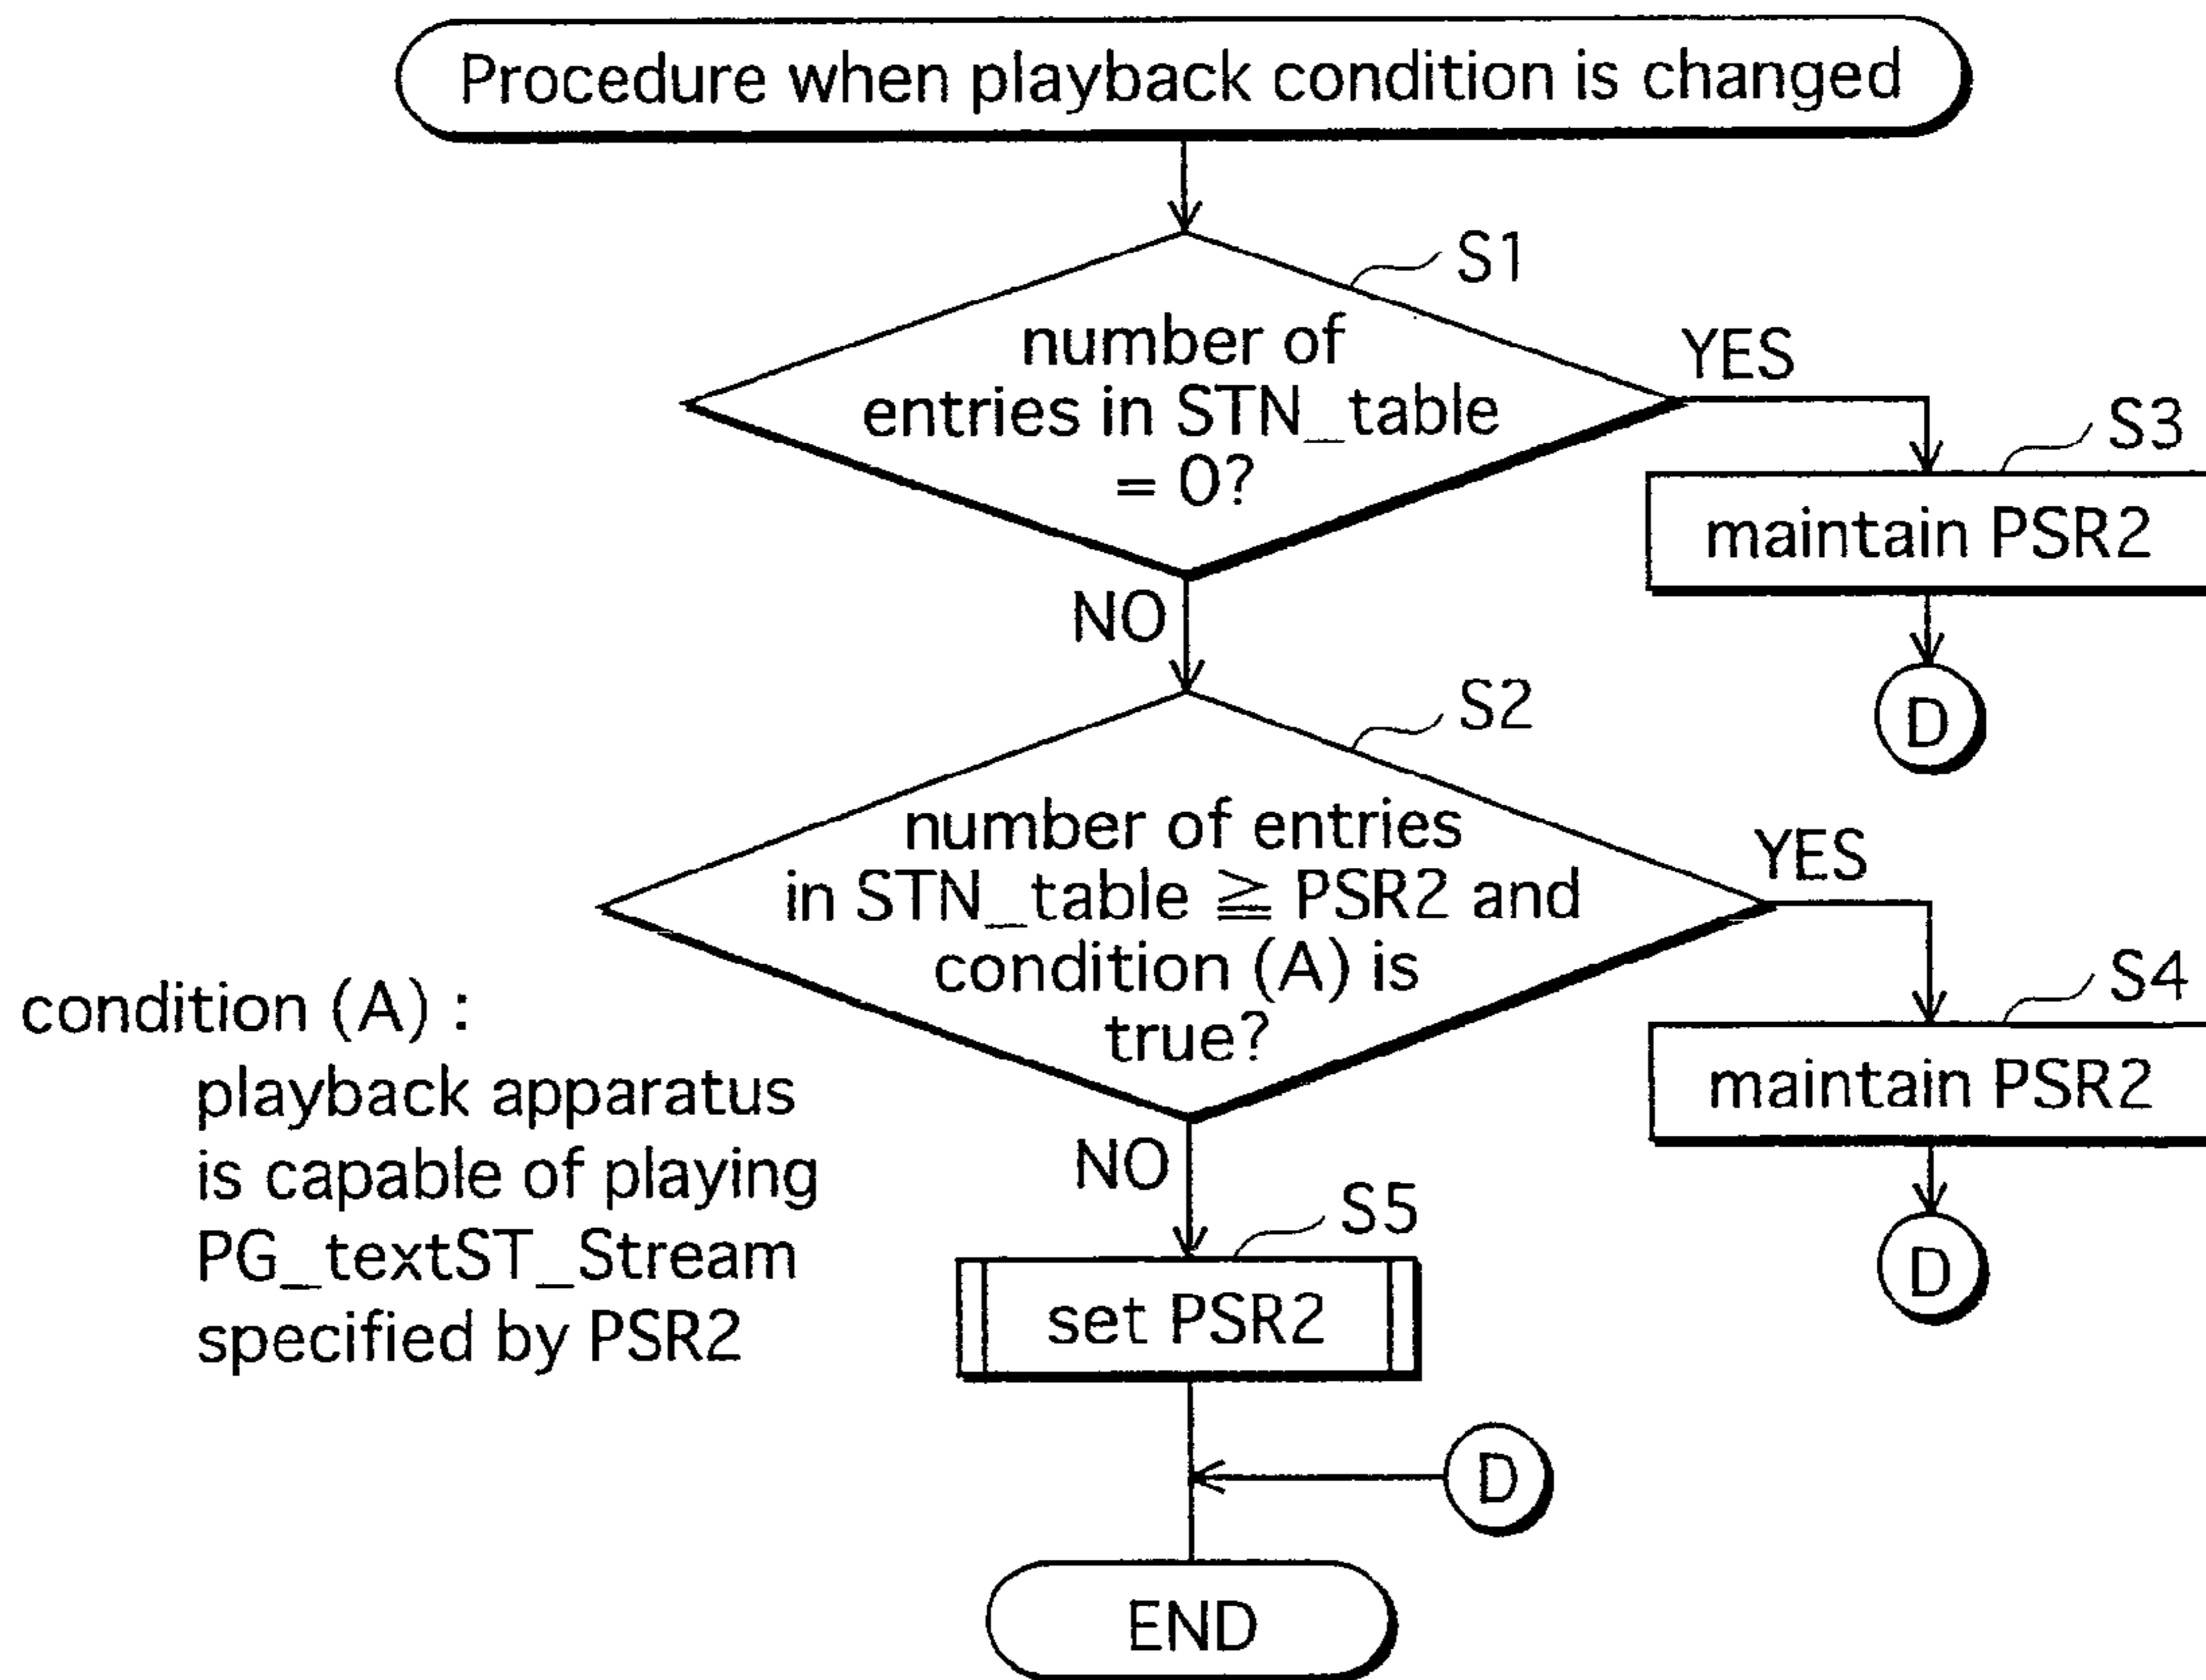 Procedure when playback condition is changed
S1
number of
entries in STN_table
= 0?
YES
S3
maintain PSR2
D
NO
S2
number of entries
in STN_table ≧ PSR2 and
condition (A) is
true?
YES
S4
maintain PSR2
D
condition (A) :
playback apparatus
is capable of playing
PG_textST_Stream
specified by PSR2
NO
S5
set PSR2
D
END